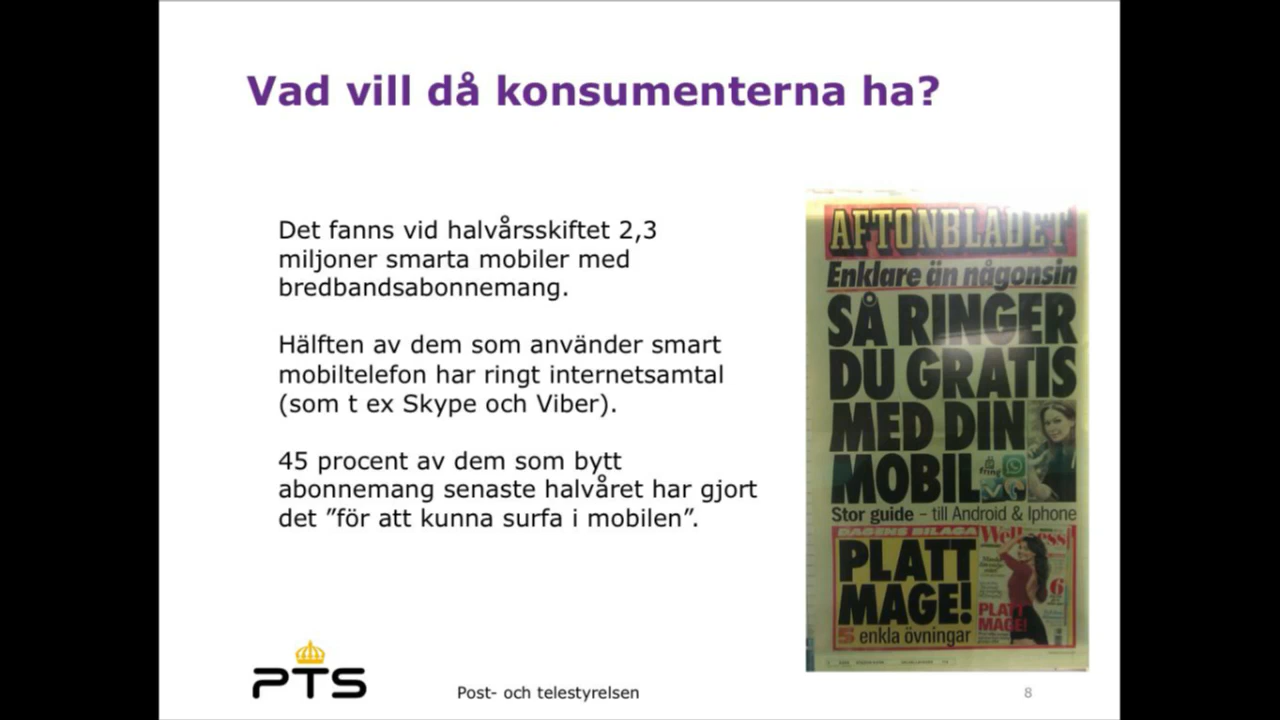 Vad vill då konsumenterna ha?
Det fanns vid halvårsskiftet 2,3
miljoner smarta mobiler med
bredbandsabonnemang.
Hälften av dem som använder smart
mobiltelefon har ringt internetsamtal
(som t ex Skype och Viber).
45 procent av dem som bytt
abonnemang senaste halvåret har gjort
det ”för att kunna surfa i mobilen”.
AFTONBLADET
Enklare än någonsin
SÅ RINGER
DU GRATIS
MED DIN
MOBIL
fring
Stor guide – till Android & Iphone
DAGENS BILAGA
Wellness
PLATT
MAGE!
5 enkla övningar
6
PLATT
MAGE!
PTS
Post- och telestyrelsen
8